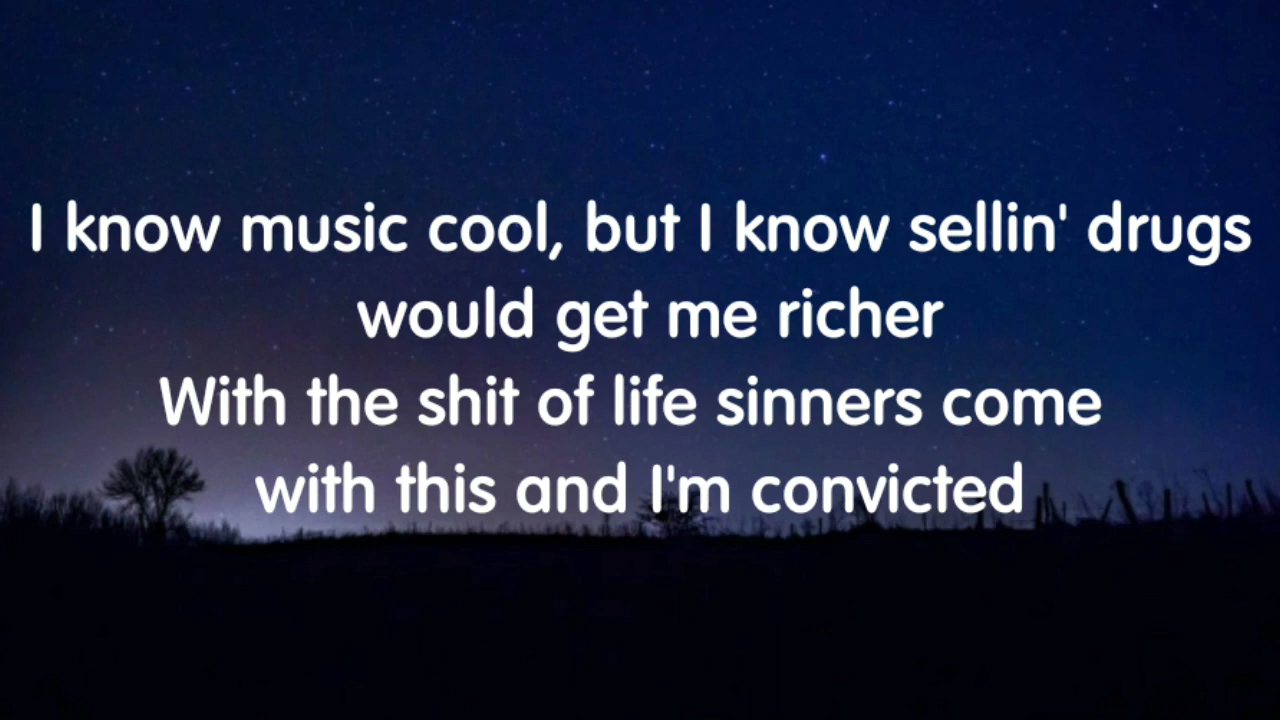 I know music cool, but I know sellin' drugs
would get me richer
With the shit of life sinners come
with this and I'm convicted